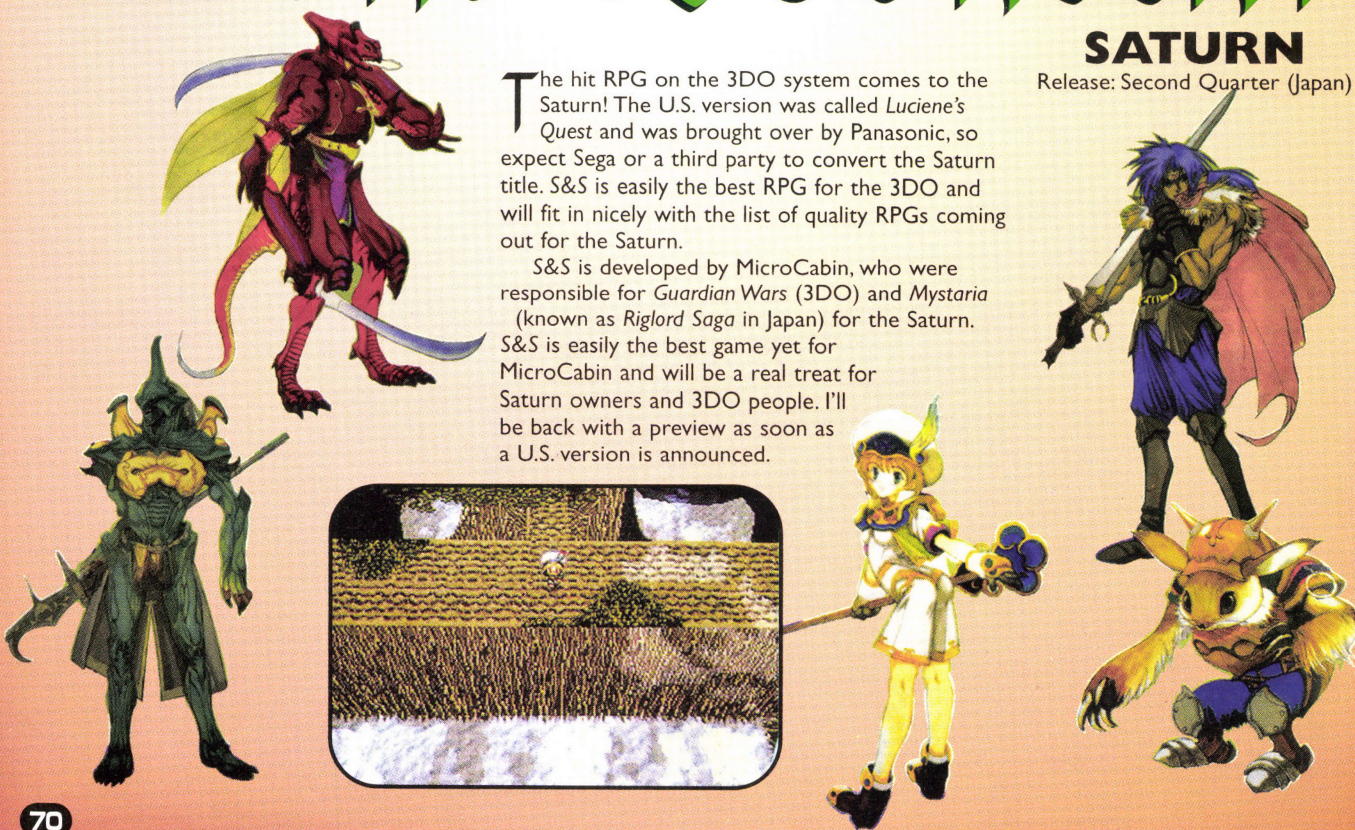 SATURN
Release: Second Quarter (Japan)
The hit RPG on the 3DO system comes to the
Saturn! The U.S. version was called Luciene's
Quest and was brought over by Panasonic, so
expect Sega or a third party to convert the Saturn
title. S&S is easily the best RPG for the 3DO and
will fit in nicely with the list of quality RPGs coming
out for the Saturn.
S&S is developed by MicroCabin, who were
responsible for Guardian Wars (3DO) and Mystaria
(known as Riglord Saga in Japan) for the Saturn.
S&S is easily the best game yet for
MicroCabin and will be a real treat for
Saturn owners and 3DO people. I'll
be back with a preview as soon as
a U.S. version is announced.
70